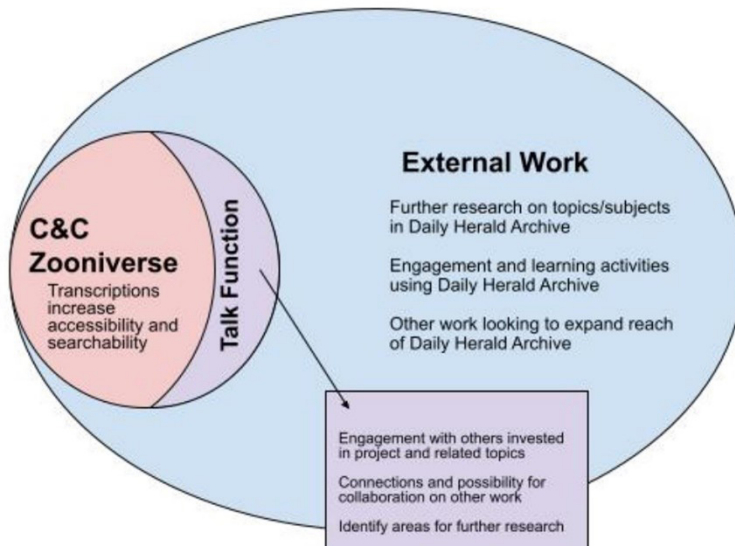 C&C
Zooniverse
Transcriptions
increase
accessibility and
searchability
Talk Function
External Work
Further research on topics/subjects
in Daily Herald Archive
Engagement and learning activities
using Daily Herald Archive
Other work looking to expand reach
of Daily Herald Archive
Engagement with others invested
in project and related topics
Connections and possibility for
collaboration on other work
Identify areas for further research